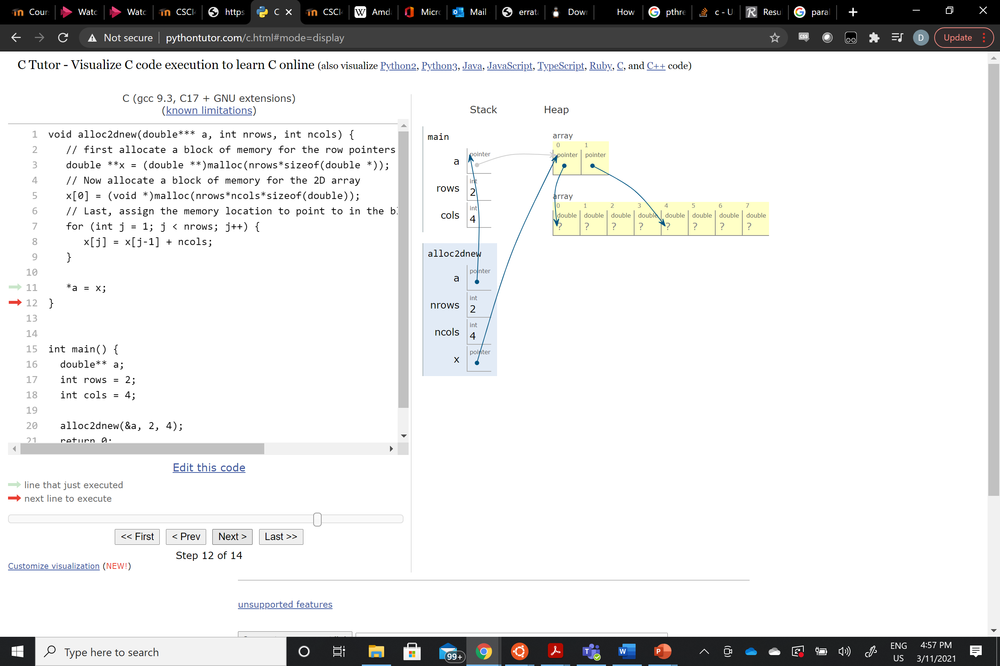 Cour Watc Watc CSCI- https C CSCI- Amd Micro Mail errata Down How pthre c - U Resu paral
Not secure pythontutor.com/c.html#mode=display D Update
C Tutor - Visualize C code execution to learn C online (also visualize Python2, Python3, Java, JavaScript, TypeScript, Ruby, C, and C++ code)
C (gcc 9.3, C17 + GNU extensions)
(known limitations)
1 void alloc2dnew(double*** a, int nrows, int ncols) {
2 // first allocate a block of memory for the row pointers
3 double **x = (double **)malloc(nrows*sizeof(double *));
4 // Now allocate a block of memory for the 2D array
5 x[0] = (void *)malloc(nrows*ncols*sizeof(double));
6 // Last, assign the memory location to point to in the b
7 for (int j = 1; j < nrows; j++) {
8 x[j] = x[j-1] + ncols;
9 }
10
11 *a = x;
12 }
13
14
15 int main() {
16 double** a;
17 int rows = 2;
18 int cols = 4;
19
20 alloc2dnew(&a, 2, 4);
21 return 0;
Edit this code
line that just executed
next line to execute
<< First < Prev Next > Last >>
Step 12 of 14
Customize visualization (NEW!)
Stack Heap
main
a pointer
rows int 2
cols int 4
alloc2dnew
a pointer
nrows int 2
ncols int 4
x pointer
array
0 1
pointer pointer
array
0 1 2 3 4 5 6 7
double double double double double double double double
? ? ? ? ? ? ? ?
unsupported features
Type here to search
99+
ENG
US
4:57 PM
3/11/2021